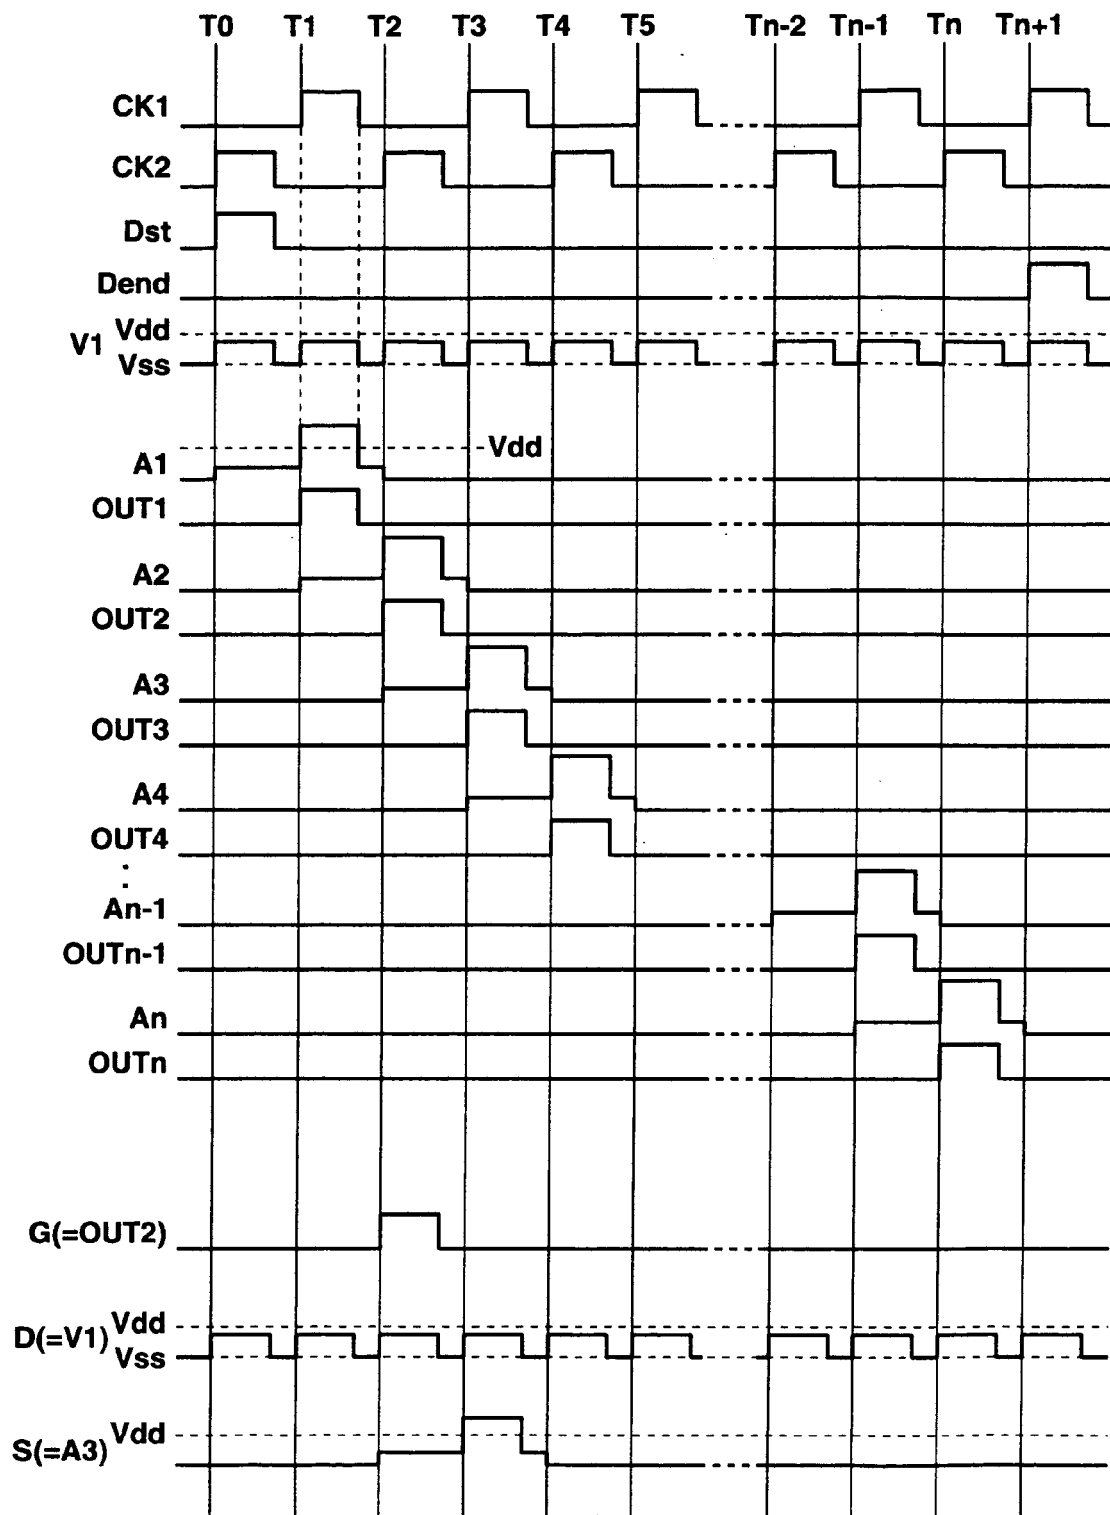 T0 T1 T2 T3 T4 T5 Tn-2 Tn-1 Tn Tn+1
CK1
CK2
Dst
Dend
Vdd
V1
Vss
Vdd
A1
OUT1
A2
OUT2
A3
OUT3
A4
OUT4
:
An-1
OUTn-1
An
OUTn
G(=OUT2)
Vdd
D(=V1)
Vss
Vdd
S(=A3)